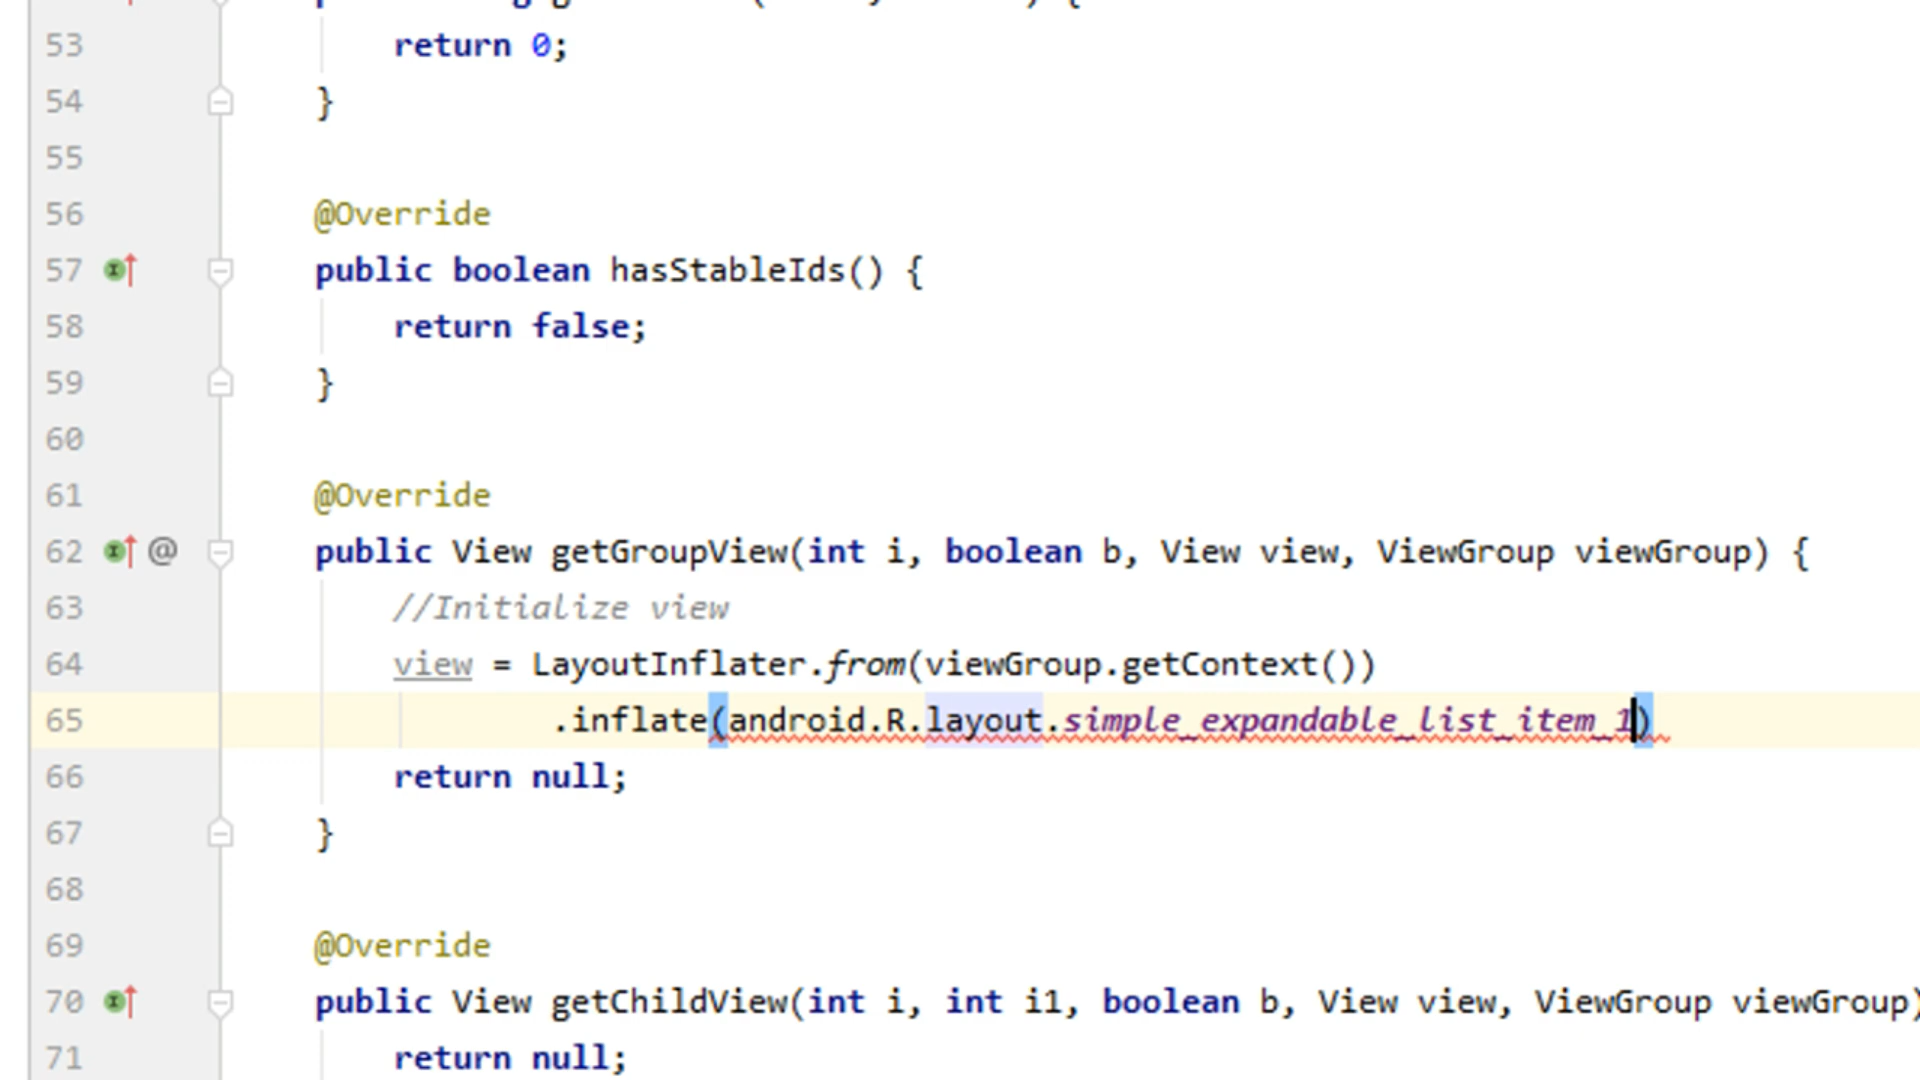 53 return 0;
54 }
55
56 @Override
57 public boolean hasStableIds() {
58 return false;
59 }
60
61 @Override
62 @ public View getGroupView(int i, boolean b, View view, ViewGroup viewGroup) {
63 //Initialize view
64 view = LayoutInflater.from(viewGroup.getContext())
65 .inflate(android.R.layout.simple_expandable_list_item_1)
66 return null;
67 }
68
69 @Override
70 public View getChildView(int i, int i1, boolean b, View view, ViewGroup viewGroup)
71 return null;